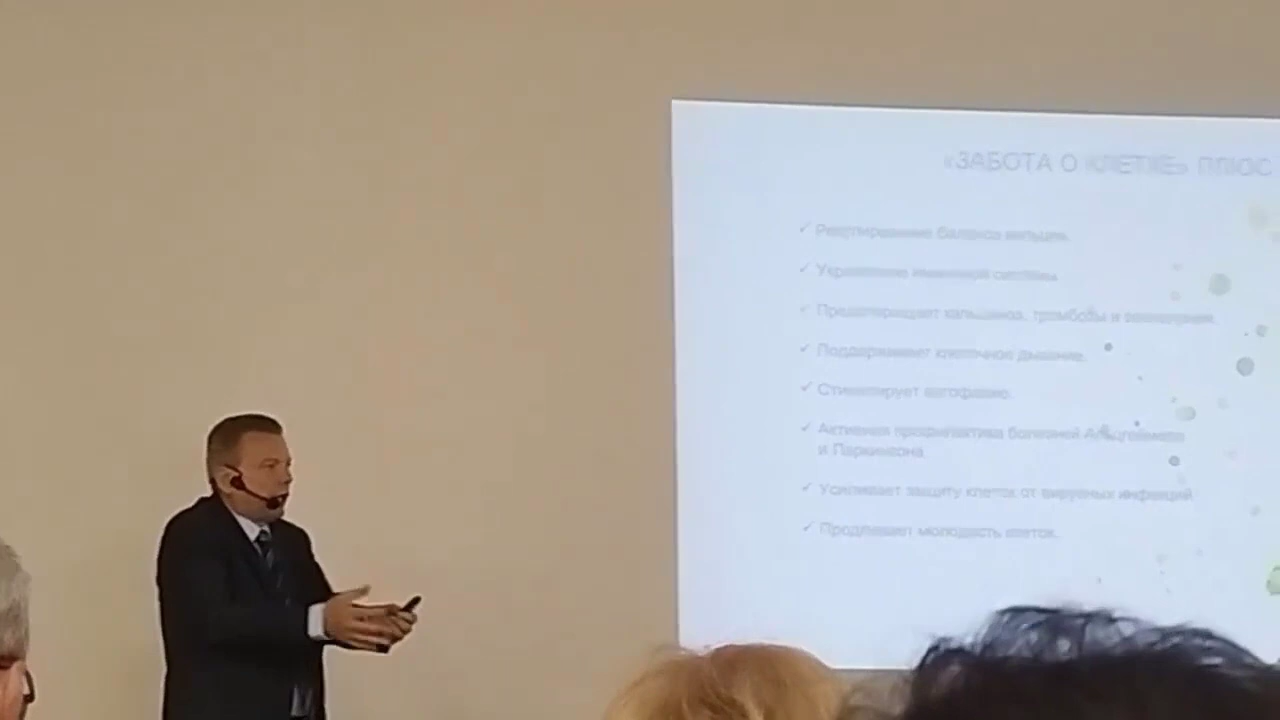 «ЗАБОТА О КЛЕТКЕ» ПЛЮС
баланса кальция.
Укрепление иммунной системы.
Предотвращает кальциноз, тромбозы и
Поддерживает клеточное дыхание.
Стимулирует аутофагию.
Активная профилактика болезней Альцгеймера
и Паркинсона
Усиливает защиту клеток от вирусных инфекций.
Продлевает молодость клеток.